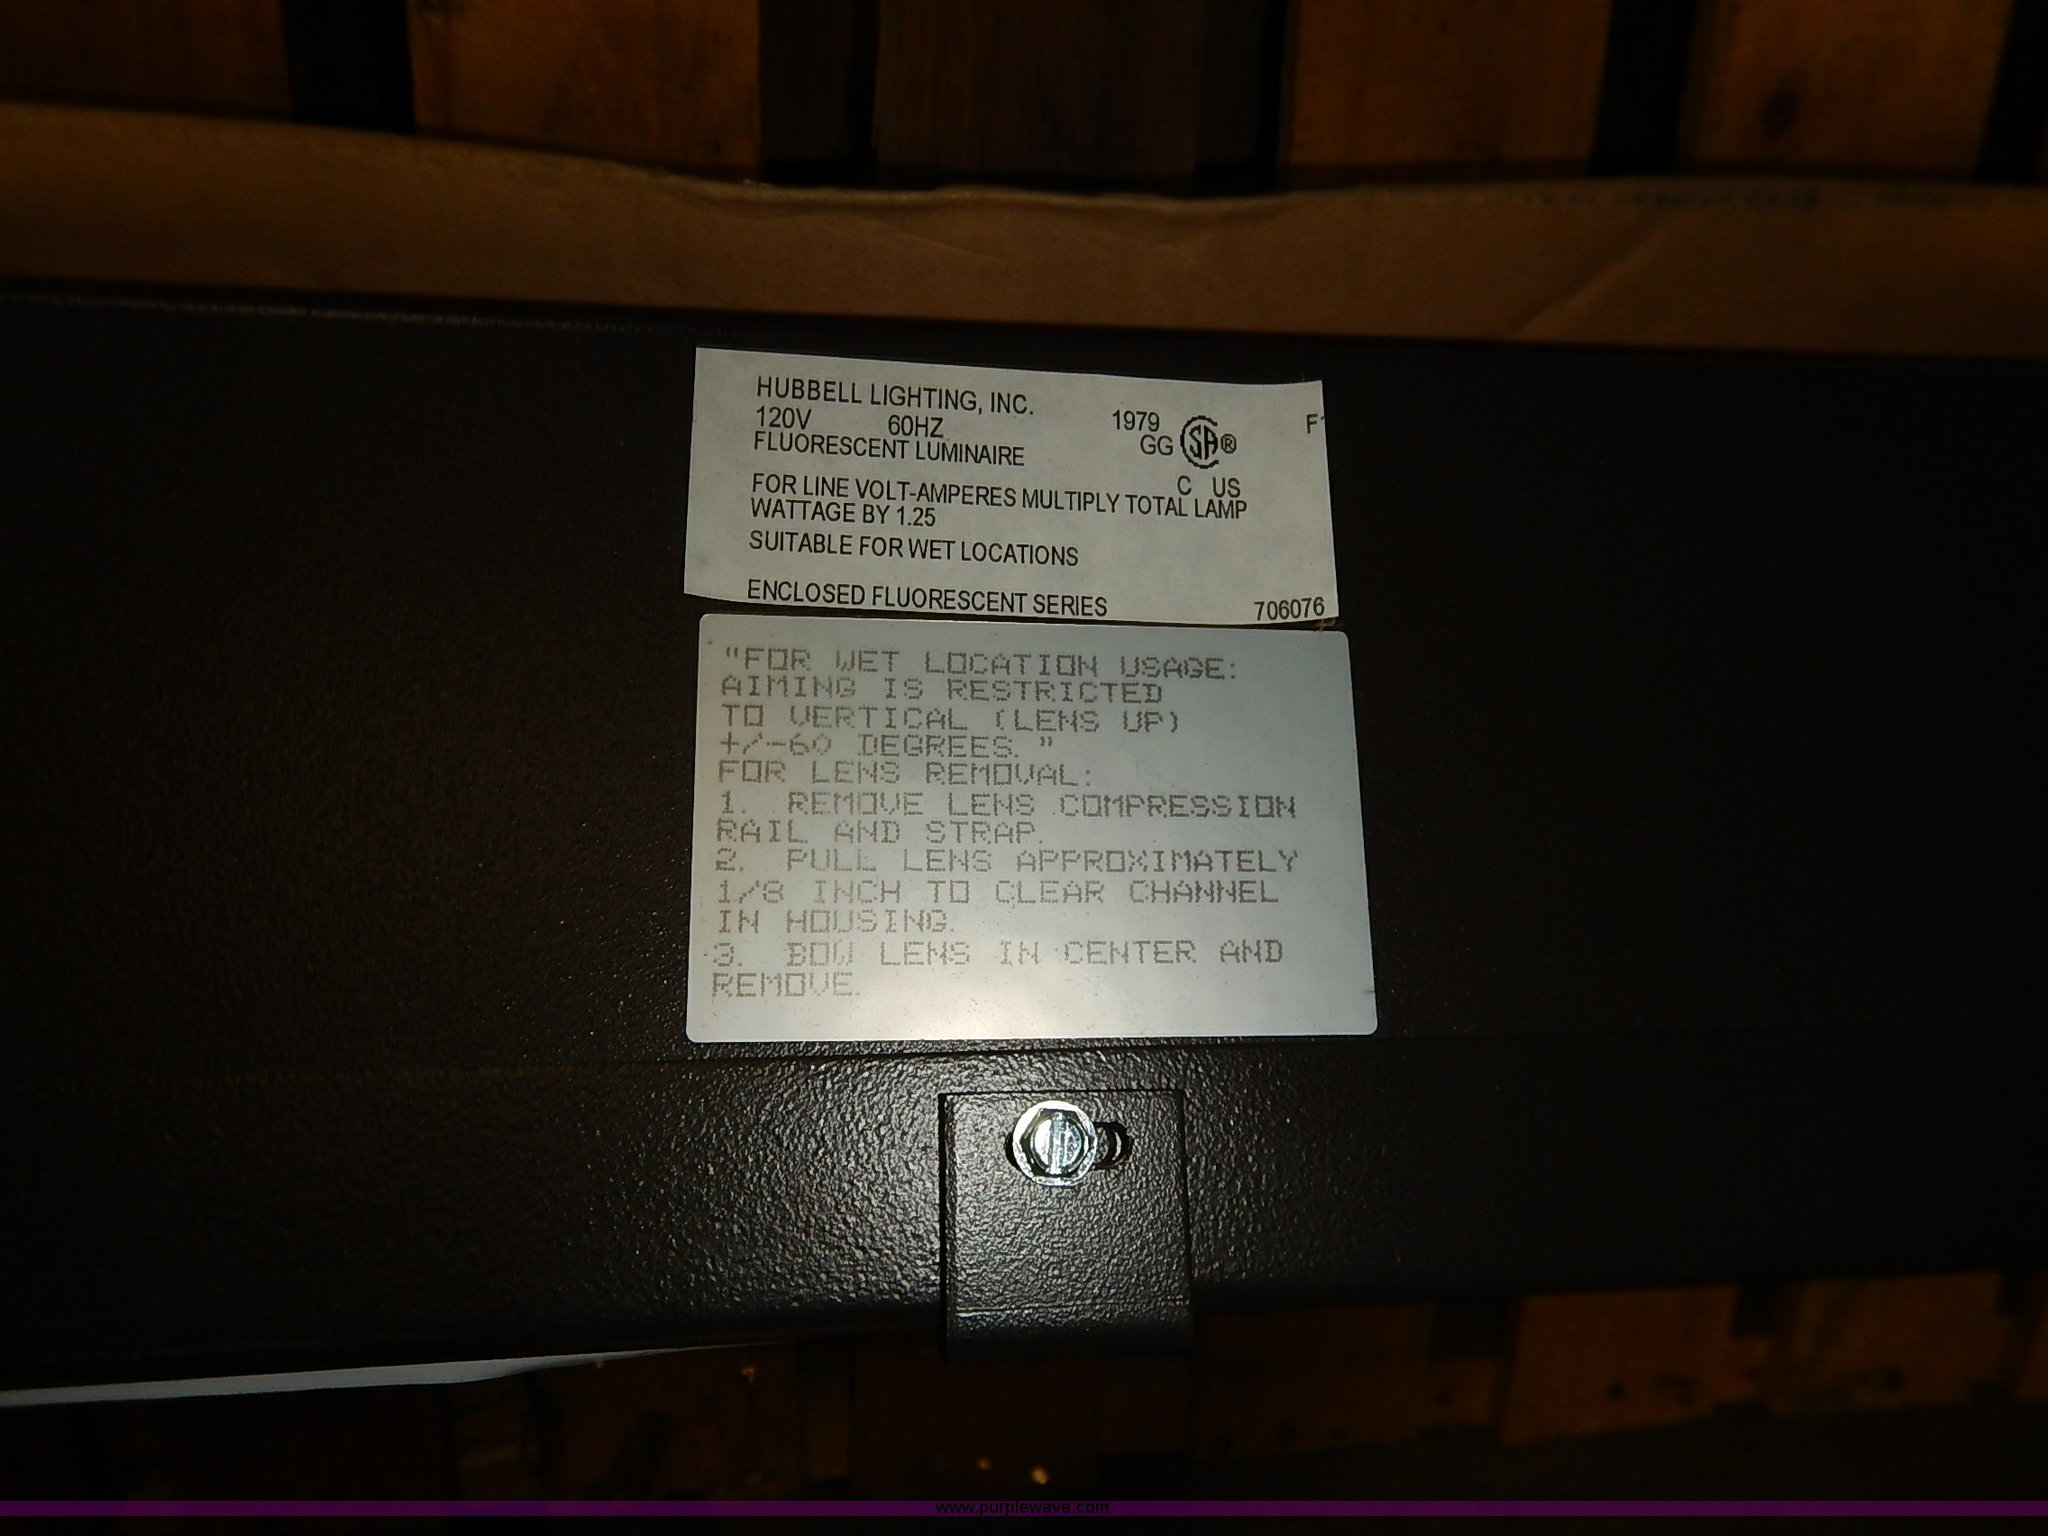 HUBBELL LIGHTING, INC.
120V 60HZ 1979 F
FLUORESCENT LUMINAIRE GG SA®
C US
FOR LINE VOLT-AMPERES MULTIPLY TOTAL LAMP
WATTAGE BY 1.25
SUITABLE FOR WET LOCATIONS
ENCLOSED FLUORESCENT SERIES 706076
"FOR WET LOCATION USAGE:
AIMING IS RESTRICTED
TO VERTICAL (LENS UP)
+/-60 DEGREES."
FOR LENS REMOVAL:
1. REMOVE LENS COMPRESSION
RAIL AND STRAP.
2. PULL LENS APPROXIMATELY
1/8 INCH TO CLEAR CHANNEL
IN HOUSING.
3. BOW LENS IN CENTER AND
REMOVE.
www.purplewave.com